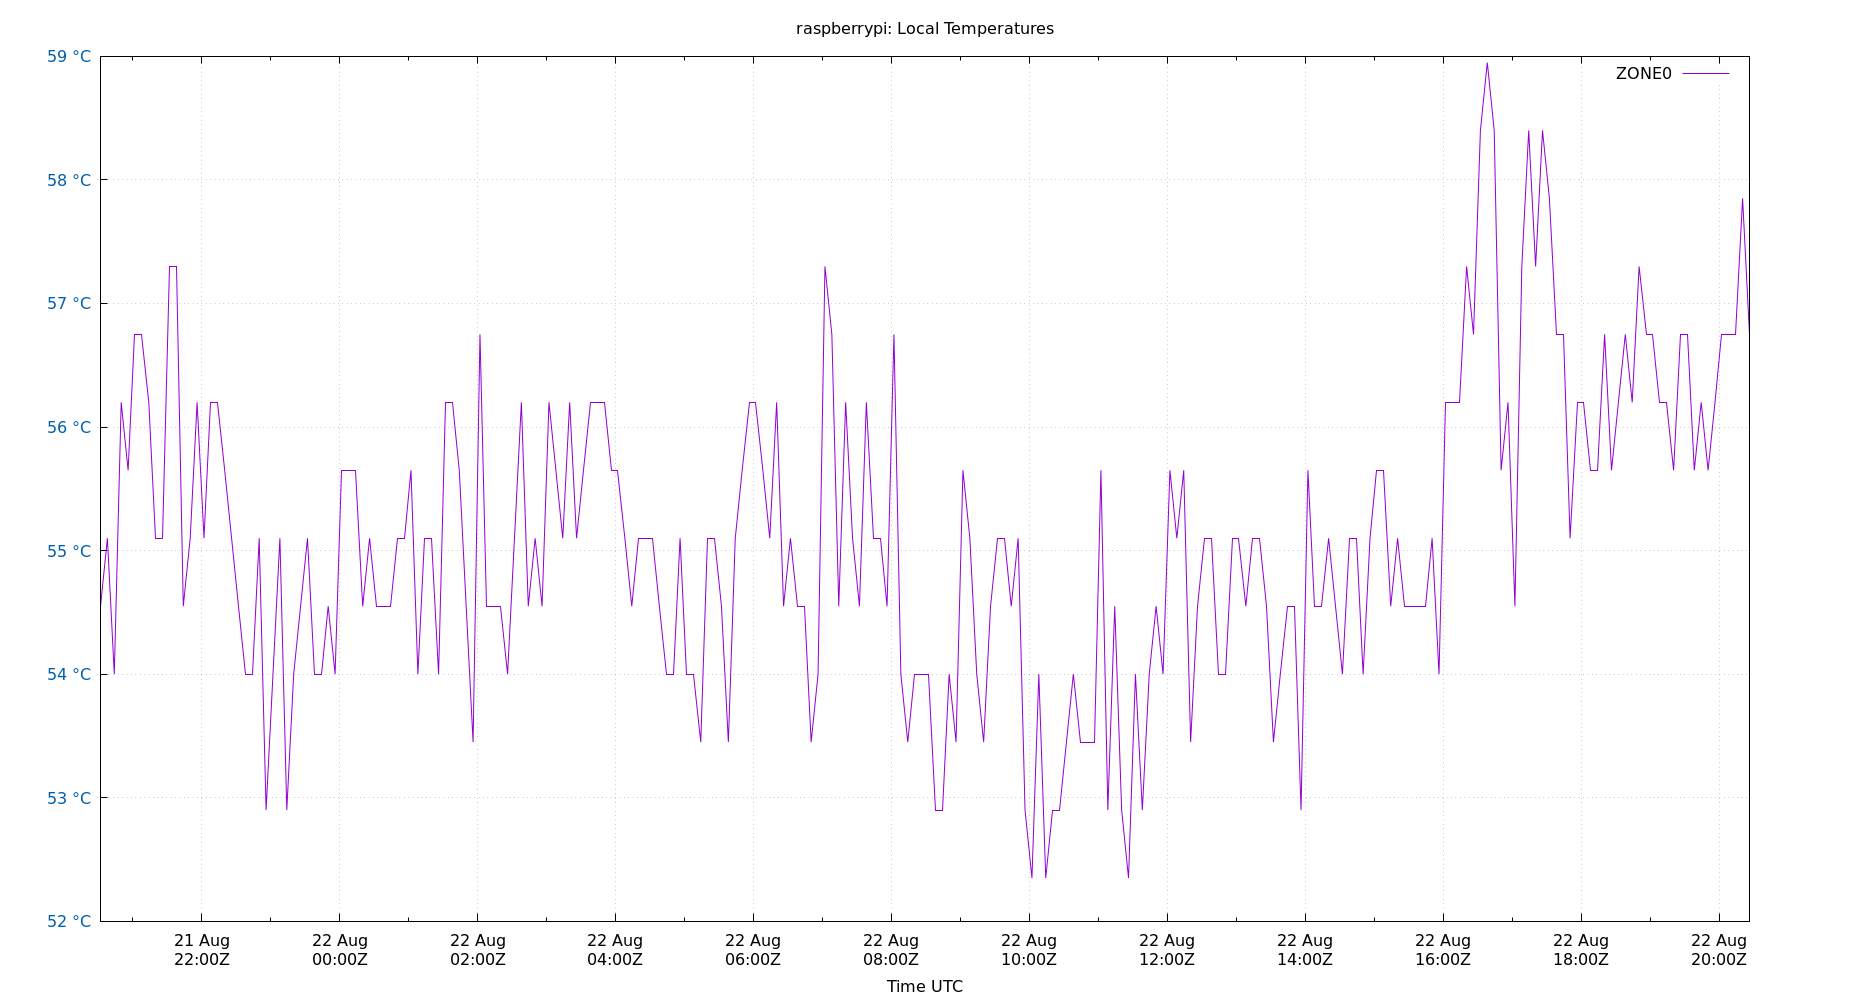 raspberrypi: Local Temperatures
59 °C
ZONE0
58 °C
57 °C
56 °C
55 °C
54 °C
53 °C
52 °C
21 Aug 22 Aug 22 Aug 22 Aug 22 Aug 22 Aug 22 Aug 22 Aug 22 Aug 22 Aug 22 Aug 22 Aug
22:00Z 00:00Z 02:00Z 04:00Z 06:00Z 08:00Z 10:00Z 12:00Z 14:00Z 16:00Z 18:00Z 20:00Z
Time UTC